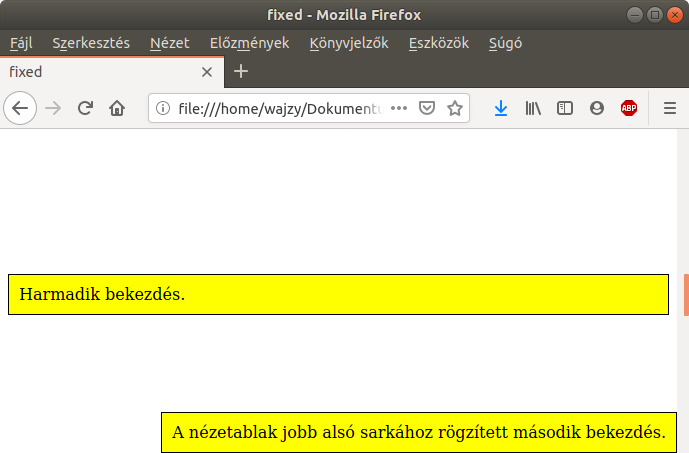 fixed - Mozilla Firefox
Fájl Szerkesztés Nézet Előzmények Könyvjelzők Eszközök Súgó
fixed
file:///home/wajzy/Dokumentu
ABP
Harmadik bekezdés.
A nézetablak jobb alsó sarkához rögzített második bekezdés.